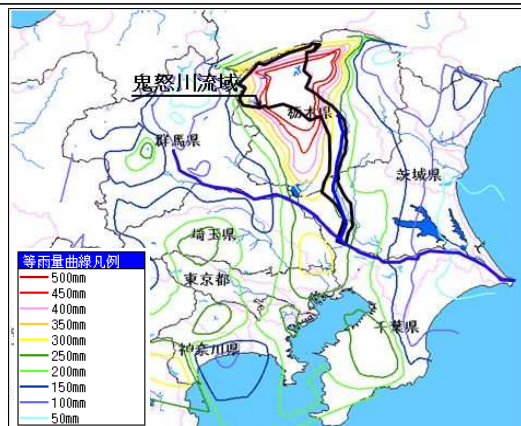 鬼怒川流域
栃木県
群馬県
茨城県
埼玉県
東京都
千葉県
神奈川県
等雨量曲線凡例
500mm
450mm
400mm
350mm
300mm
250mm
200mm
150mm
100mm
50mm